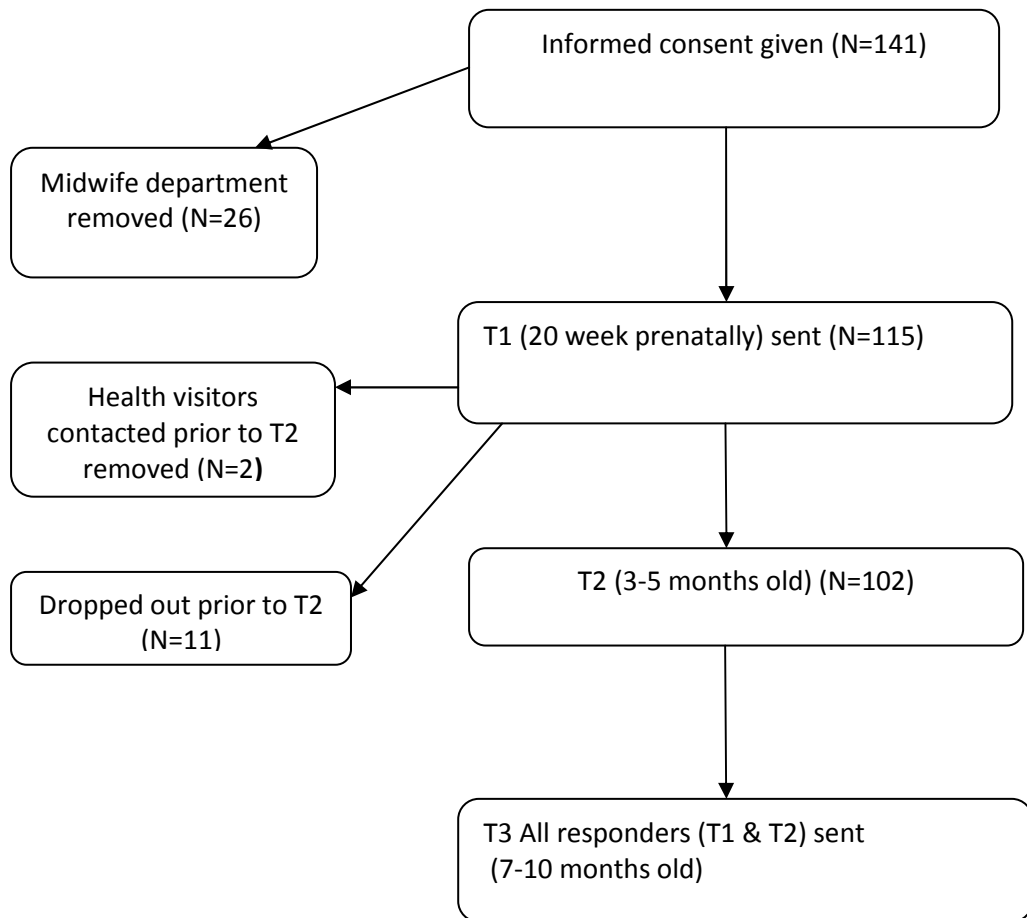 Informed consent given (N=141)
Midwife department
removed (N=26)
T1 (20 week prenatally) sent (N=115)
Health visitors
contacted prior to T2
removed (N=2)
T2 (3-5 months old) (N=102)
Dropped out prior to T2
(N=11)
T3 All responders (T1 & T2) sent
(7-10 months old)